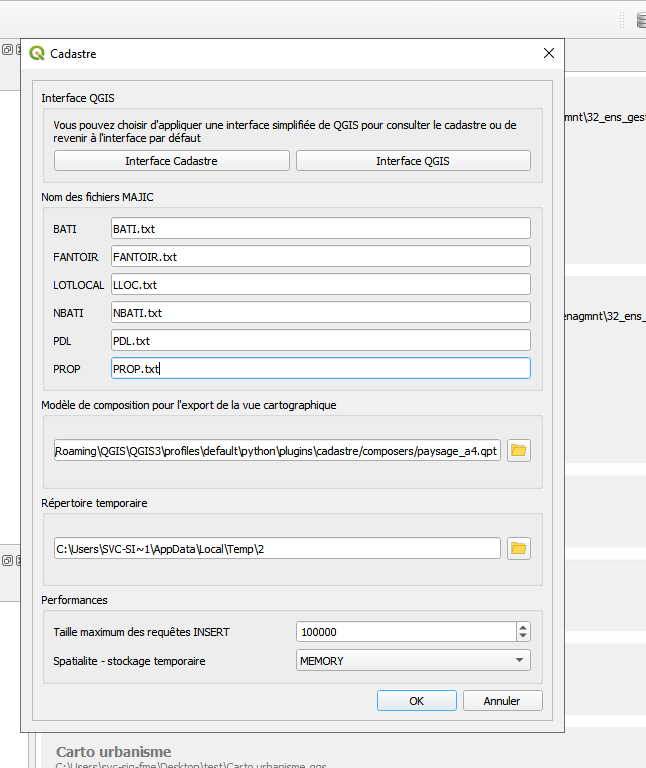 Cadastre
Interface QGIS
Vous pouvez choisir d'appliquer une interface simplifiée de QGIS pour consulter le cadastre ou de
revenir à l'interface par défaut
Interface Cadastre
Interface QGIS
Nom des fichiers MAJIC
BATI
BATI.txt
FANTOIR
FANTOIR.txt
LOTLOCAL
LLOC.txt
NBATI
NBATI.txt
PDL
PDL.txt
PROP
PROP.txt
Modèle de composition pour l'export de la vue cartographique
Roaming\QGIS\QGIS3\profiles\default\python\plugins\cadastre/composers/paysage_a4.qpt
Répertoire temporaire
C:\Users\SVC-SI~1\AppData\Local\Temp\2
Performances
Taille maximum des requêtes INSERT
100000
Spatialite - stockage temporaire
MEMORY
OK
Annuler
mnt\32_ens_gest
enagmnt\32_ens_
Carto urbanisme
C:\Users\svc-sig-fme\Desktop\test\Carto urbanisme.qgs